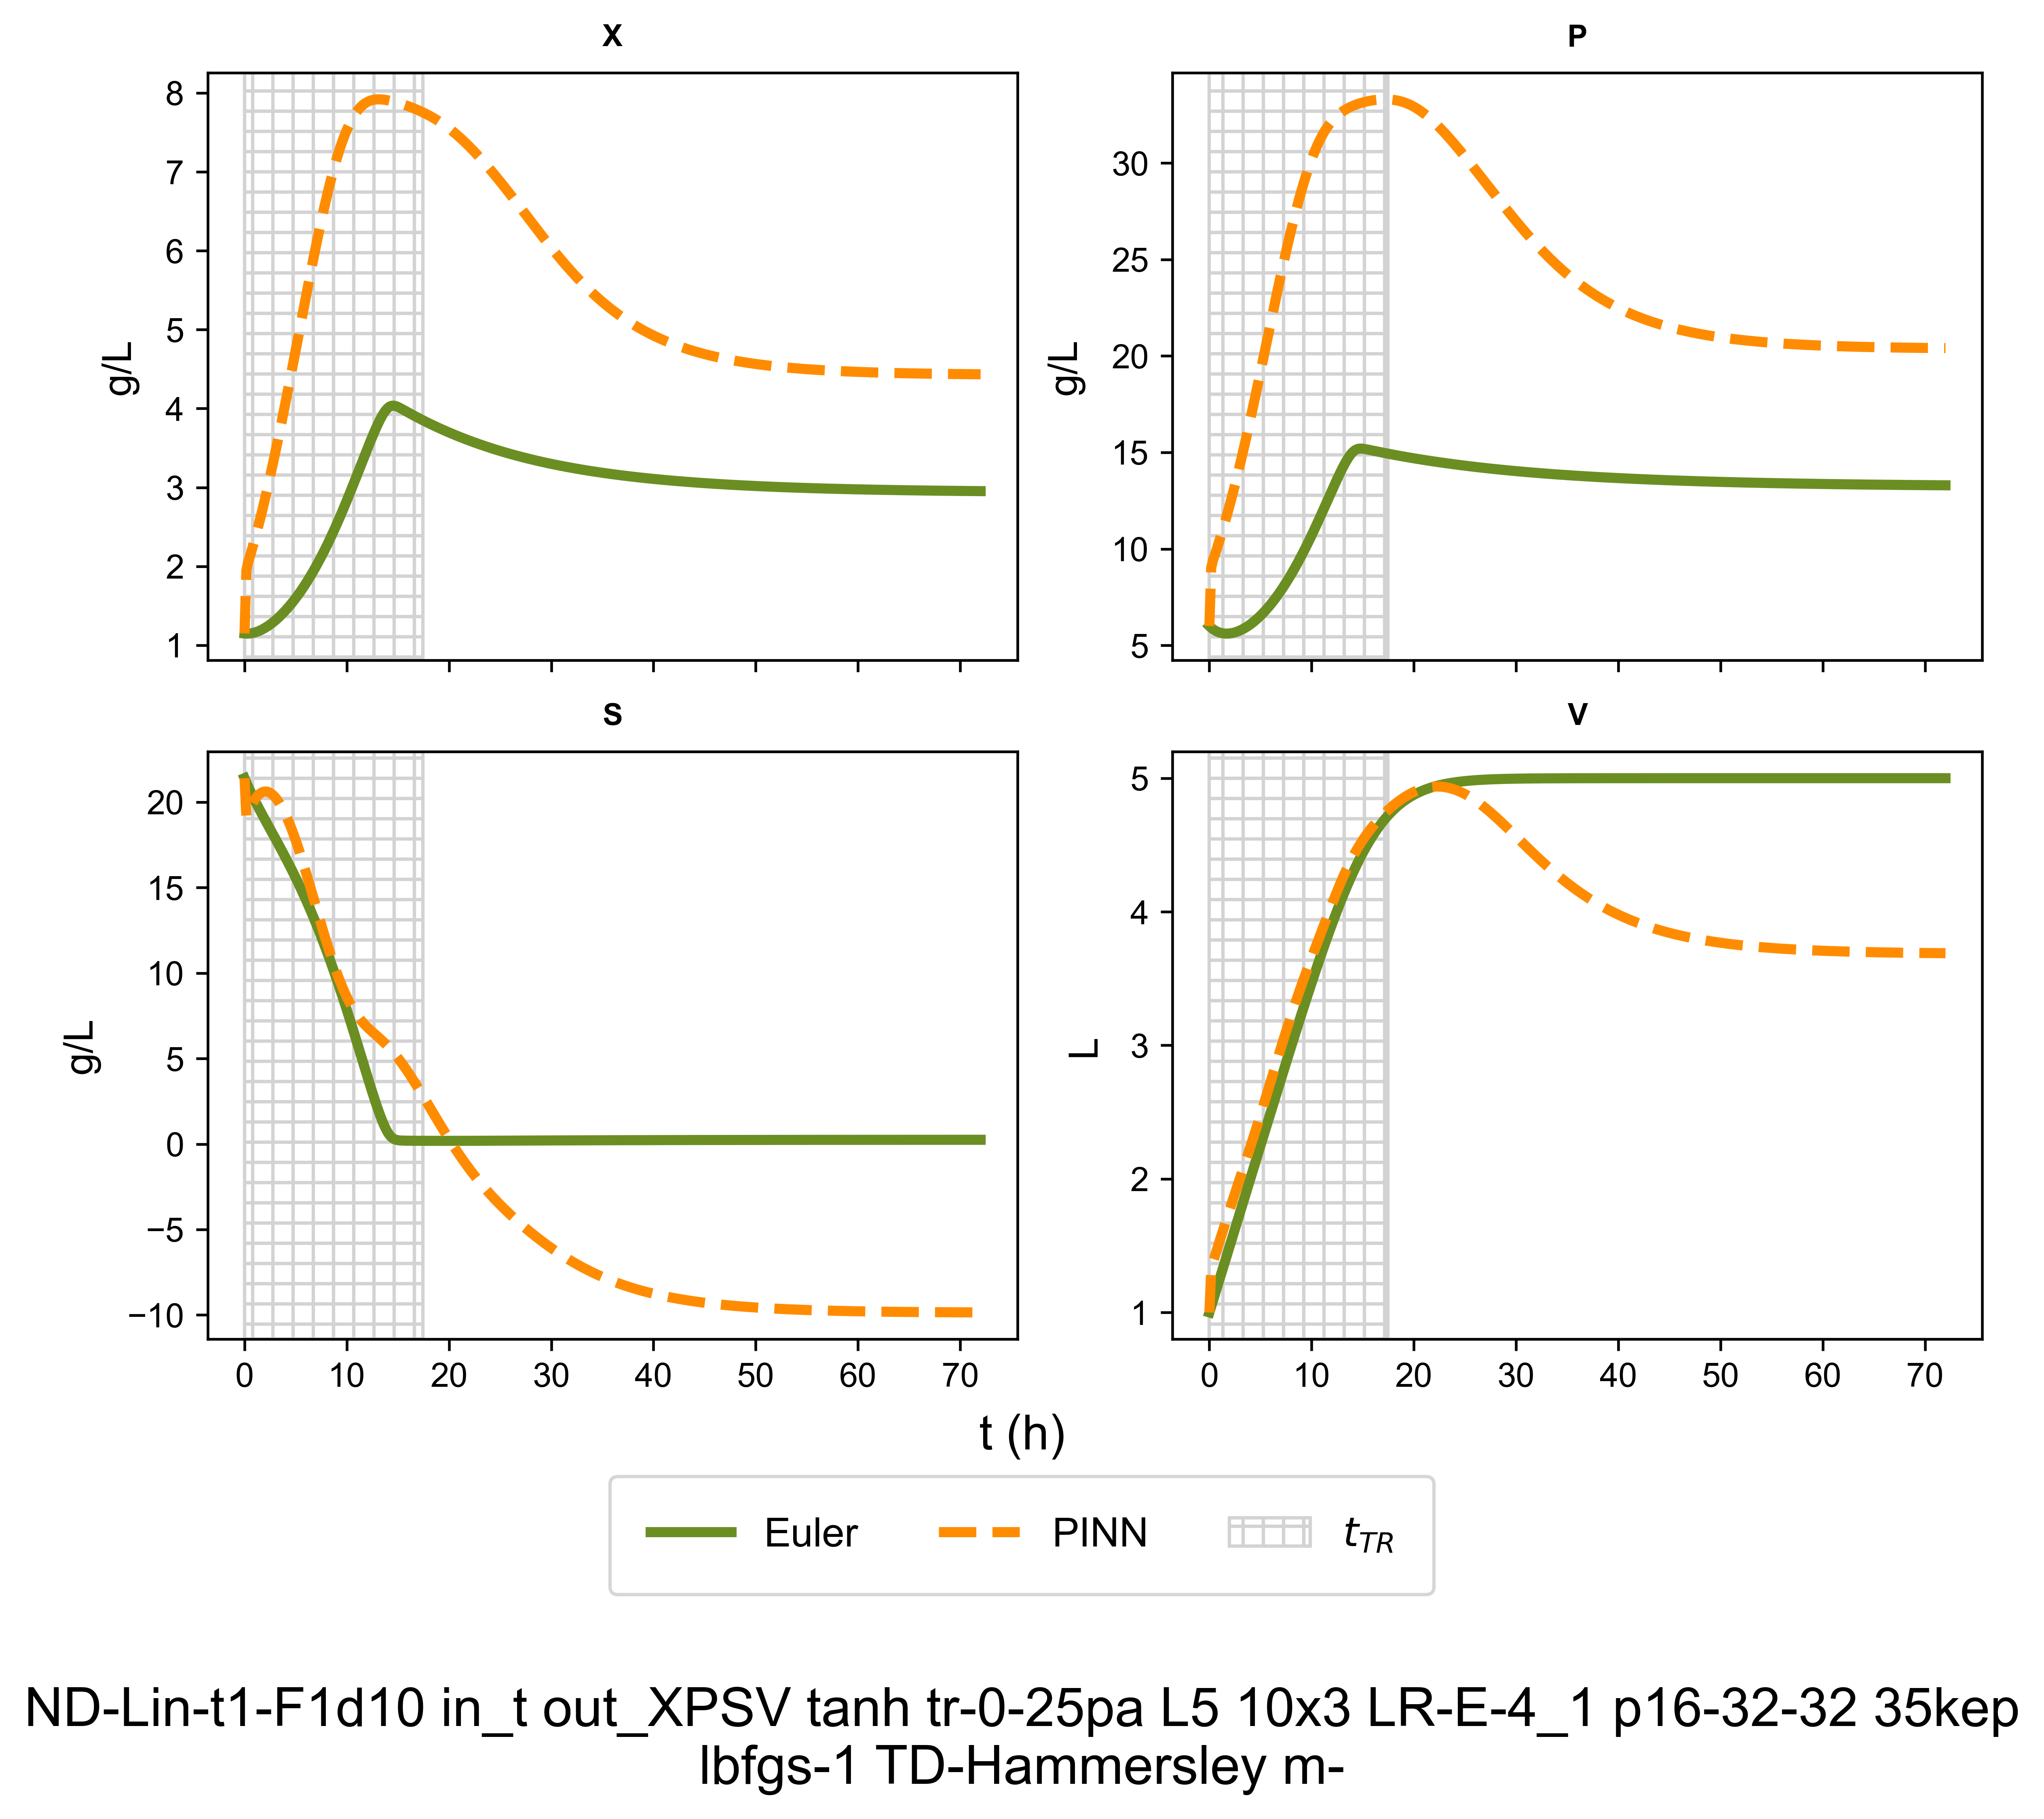 X
8
7
6
5
4
3
2
1
g/L
P
30
25
20
15
10
5
g/L
S
20
15
10
5
0
−5
−10
g/L
0 10 20 30 40 50 60 70
V
5
4
3
2
1
L
0 10 20 30 40 50 60 70
t (h)
Euler PINN t_TR
ND-Lin-t1-F1d10 in_t out_XPSV tanh tr-0-25pa L5 10x3 LR-E-4_1 p16-32-32 35kep
lbfgs-1 TD-Hammersley m-